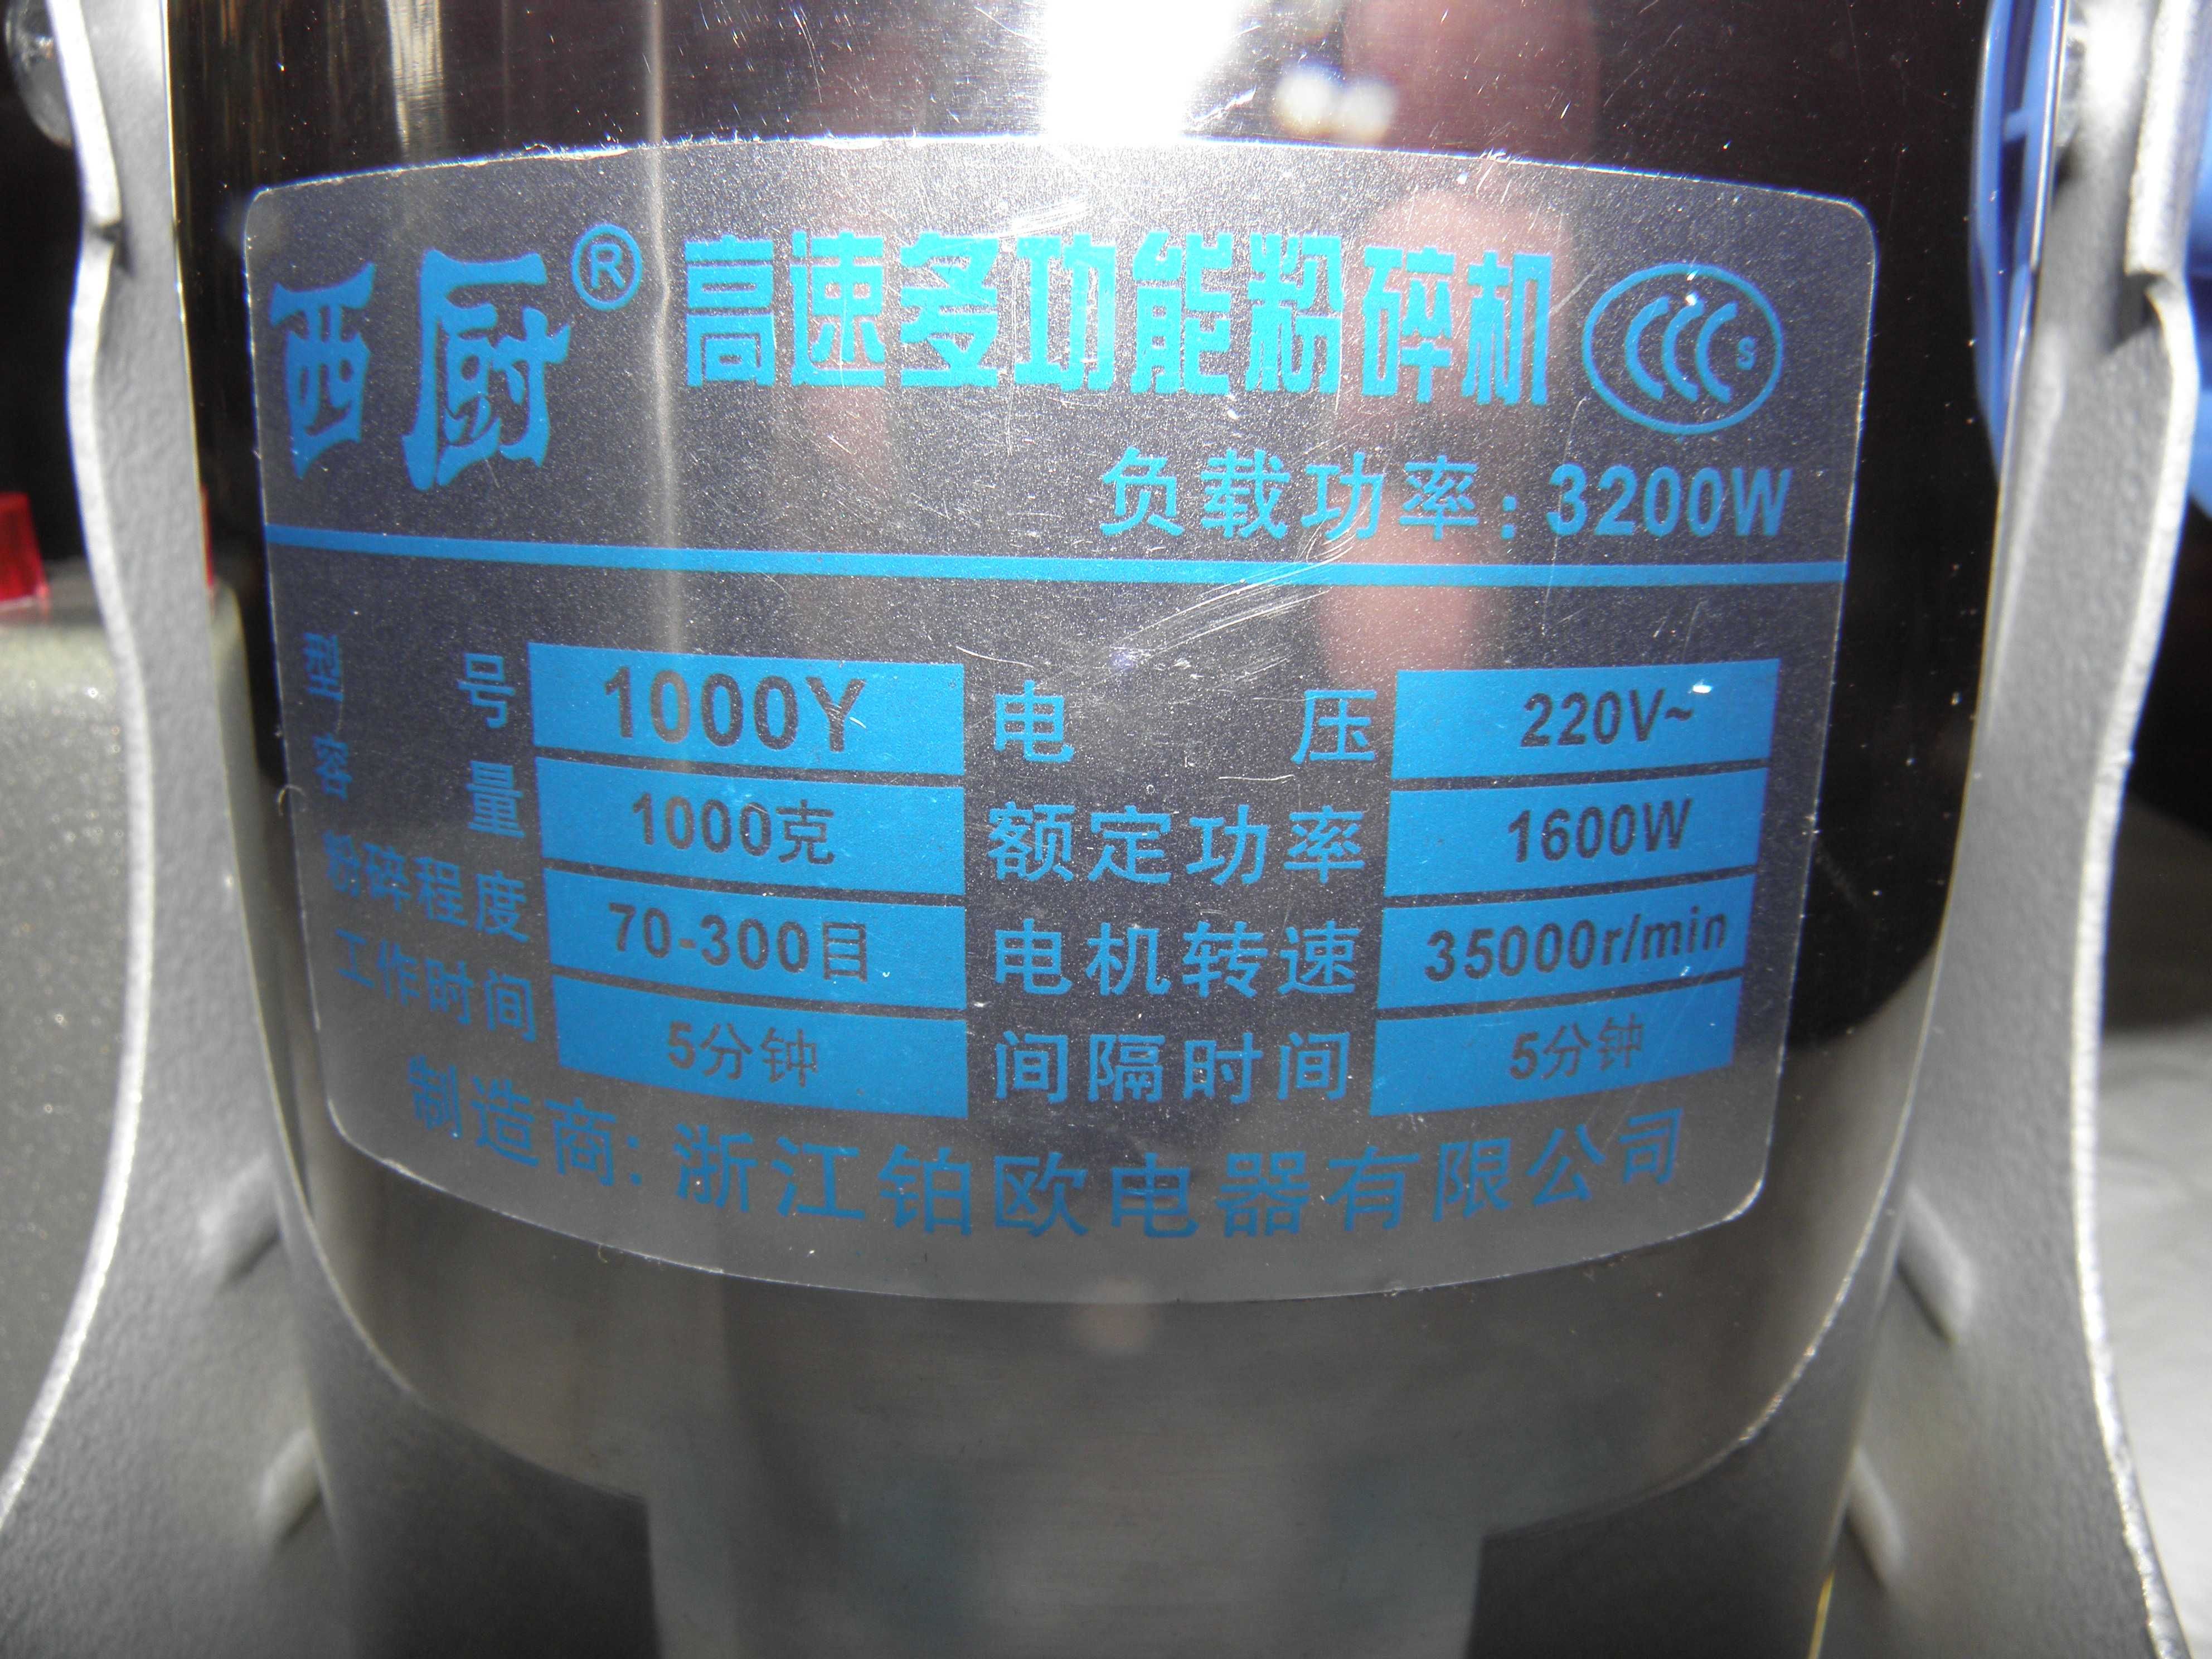 西厨® 高速多功能粉碎机 CCC S
负载功率：3200W
型号 1000Y 电压 220V~
容量 1000克 额定功率 1600W
粉碎程度 70-300目 电机转速 35000r/min
工作时间 5分钟 间隔时间 5分钟
制造商：浙江铂欧电器有限公司